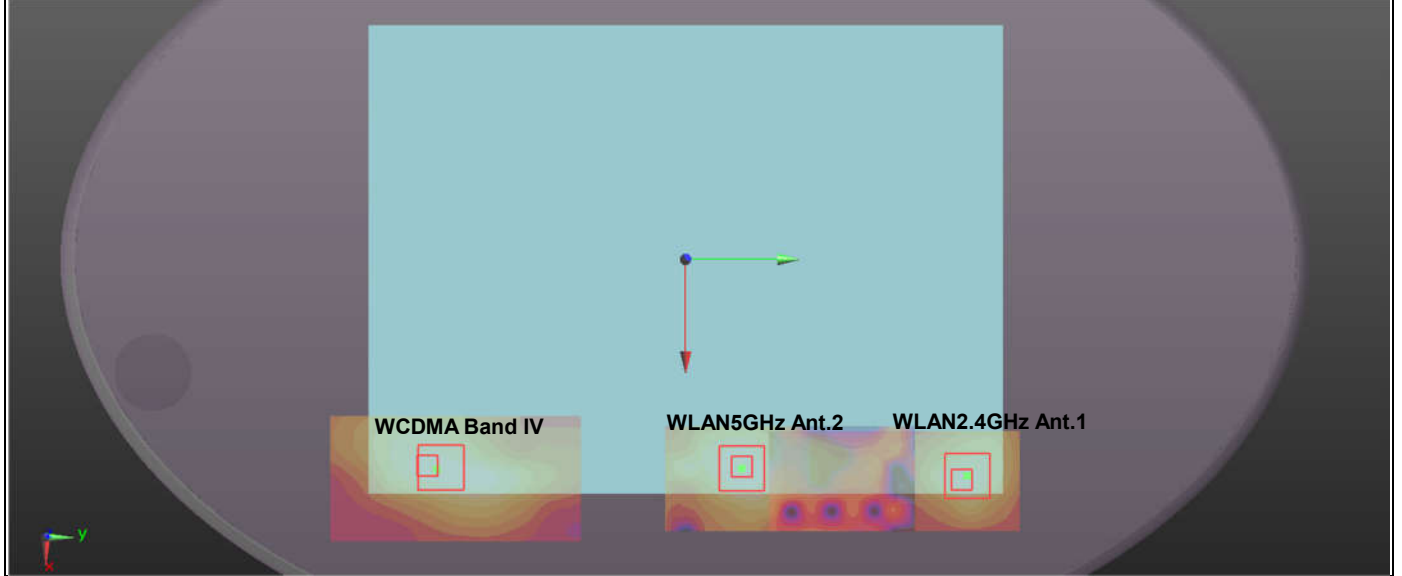 WLAN2.4GHz Ant.1
WLAN5GHz Ant.2
WCDMA Band IV
y
x